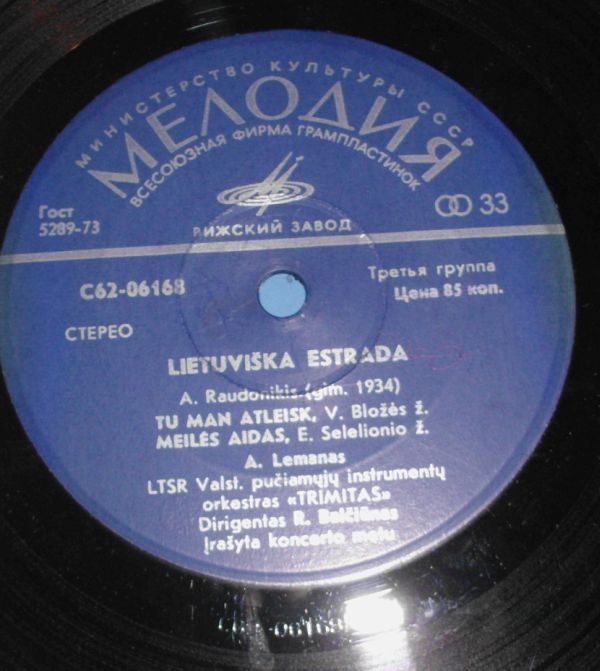 МИНИСТЕРСТВО КУЛЬТУРЫ СССР
МЕЛОДИЯ
ВСЕСОЮЗНАЯ ФИРМА ГРАМПЛАСТИНОК
Гост
5289-73
РИЖСКИЙ ЗАВОД
33
С62-06168
Третья группа
Цена 85 коп.
СТЕРЕО
LIETUVIŠKA ESTRADA
A. Raudonikis (gim. 1934)
TU MAN ATLEISK, V. Bložės ž.
MEILĖS AIDAS, E. Selelionio ž.
A. Lemanas
LTSR Valst. pučiamųjų instrumentų
orkestras «TRIMITAS»
Dirigentas R. Balčiūnas
Įrašyta koncerto metu